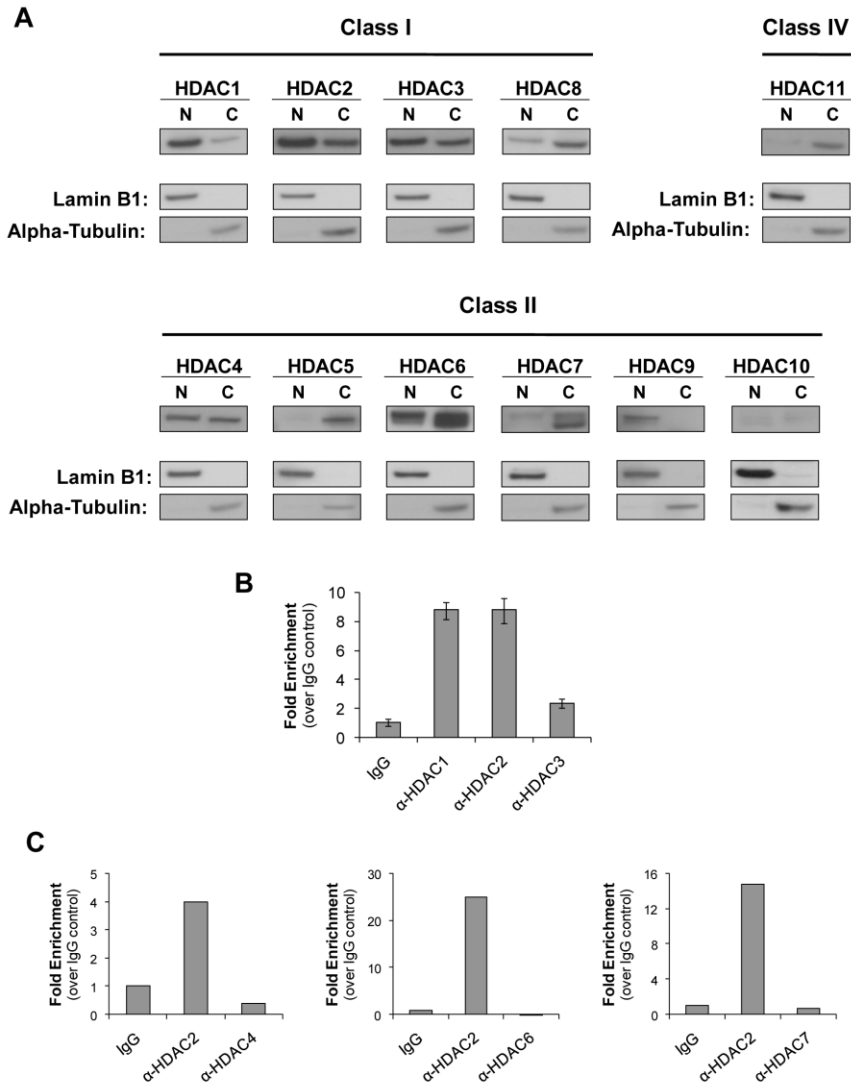 A
Class I
Class IV
HDAC1 HDAC2 HDAC3 HDAC8 HDAC11
N C N C N C N C N C
Lamin B1: Lamin B1:
Alpha-Tubulin: Alpha-Tubulin:
Class II
HDAC4 HDAC5 HDAC6 HDAC7 HDAC9 HDAC10
N C N C N C N C N C N C
Lamin B1:
Alpha-Tubulin:
B
Fold Enrichment
(over IgG control)
10
8
6
4
2
0
IgG
α-HDAC1
α-HDAC2
α-HDAC3
C
Fold Enrichment
(over IgG control)
5
4
3
2
1
0
IgG
α-HDAC2
α-HDAC4
Fold Enrichment
(over IgG control)
30
20
10
0
IgG
α-HDAC2
α-HDAC6
Fold Enrichment
(over IgG control)
16
12
8
4
0
IgG
α-HDAC2
α-HDAC7